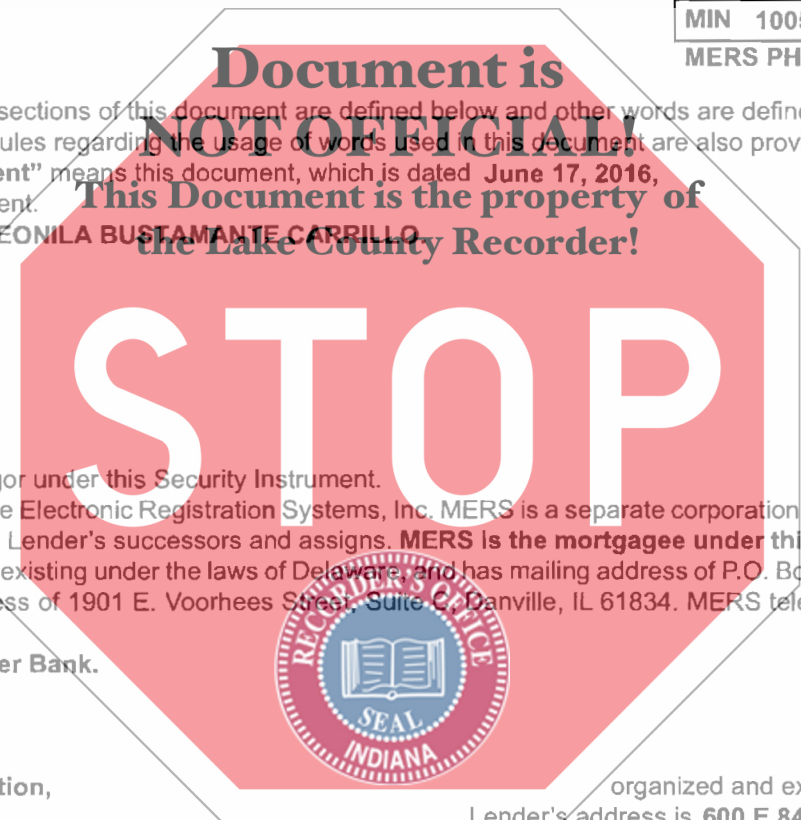 MIN 1005
MERS PH
Document is
sections of this document are defined below and other words are define
NOT OFFICIAL!
ules regarding the usage of words used in this document are also prov
ent" means this document, which is dated June 17, 2016,
This Document is the property of
ent.
EONILA BUSTAMANTE CARRILLO.
the Lake County Recorder!
STOP
gor under this Security Instrument.
e Electronic Registration Systems, Inc. MERS is a separate corporation
Lender's successors and assigns. MERS is the mortgagee under thi
existing under the laws of Delaware, and has mailing address of P.O. Bo
ess of 1901 E. Voorhees Street, Suite C, Danville, IL 61834. MERS tele
RECORDER'S OFFICE
er Bank.
SEAL
INDIANA
tion,
organized and ex
Lender's address is 600 E 84